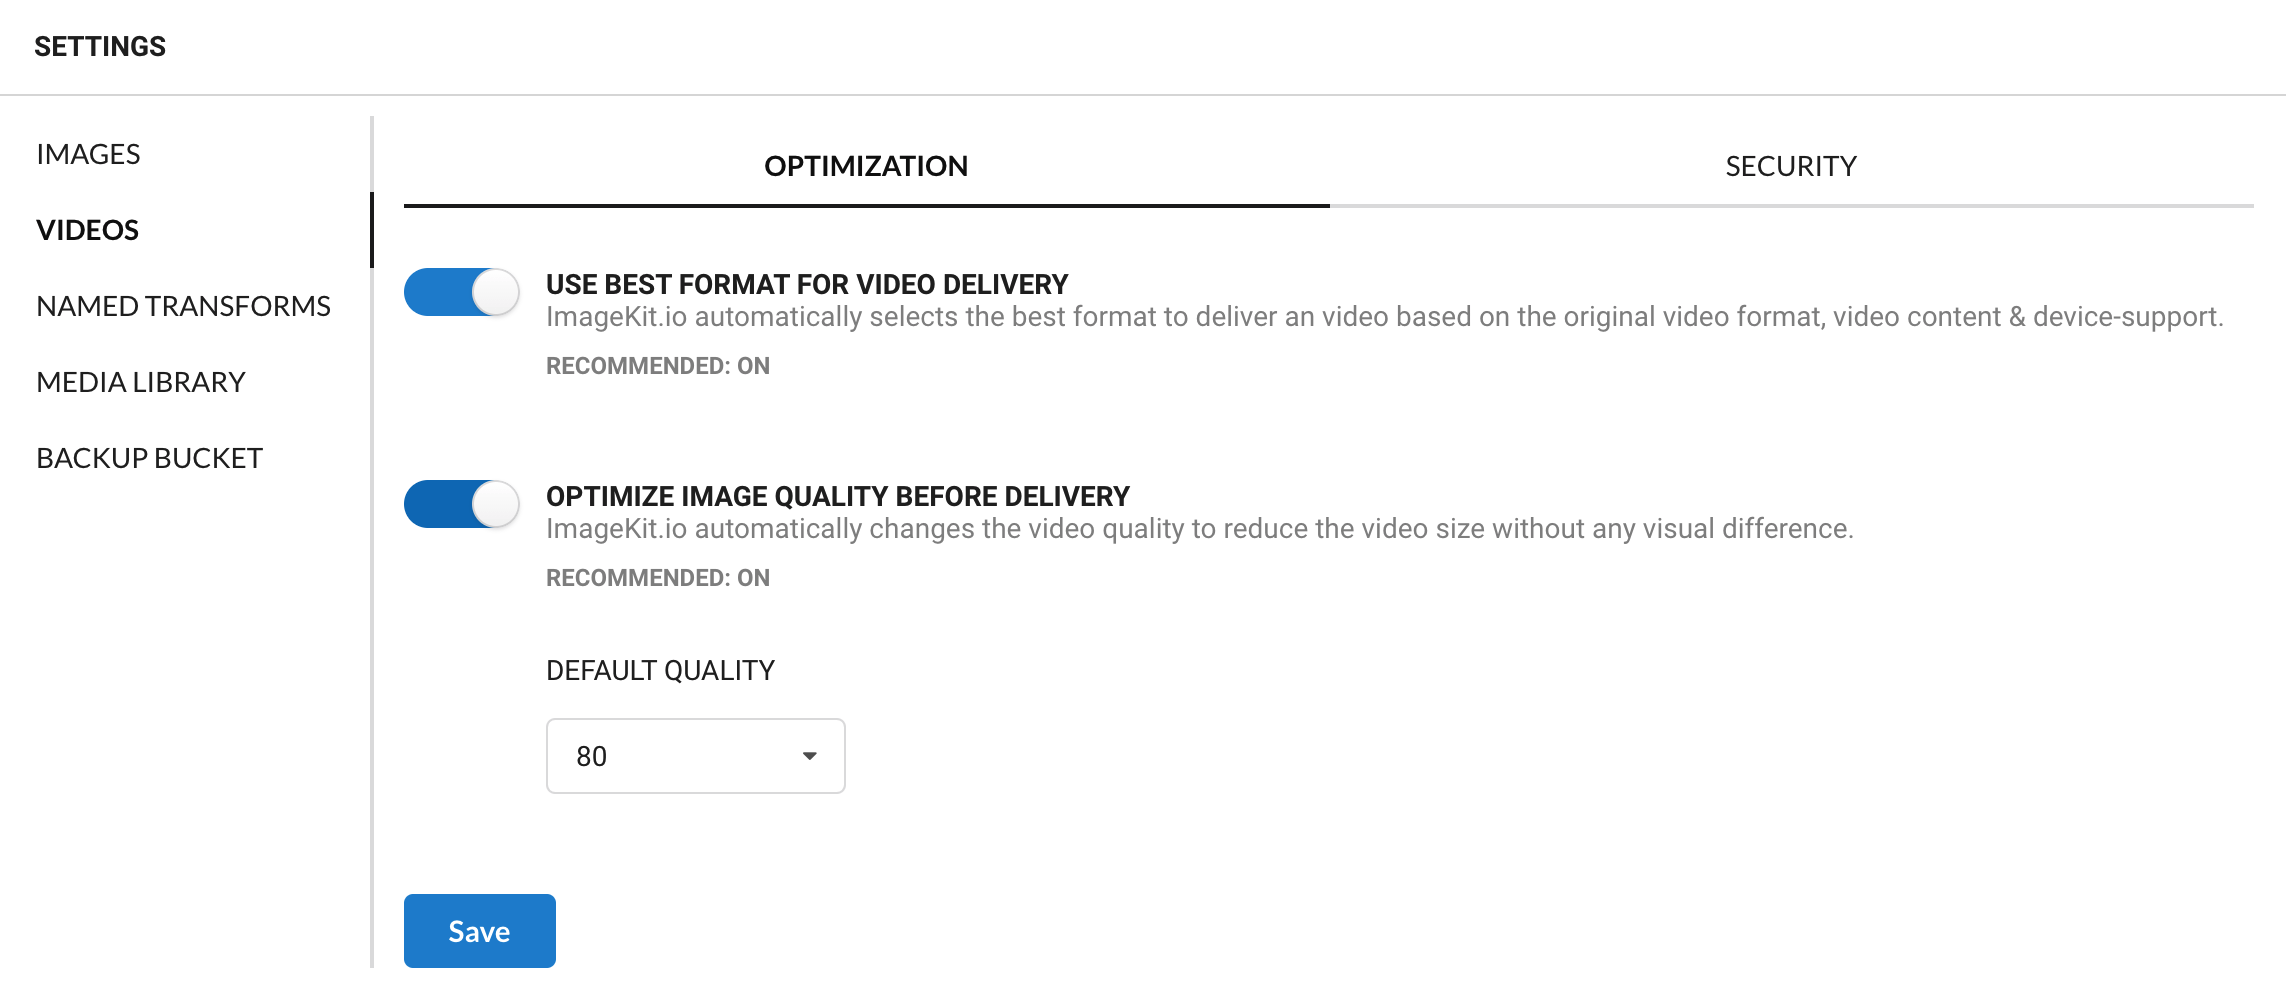 SETTINGS
IMAGES
VIDEOS
NAMED TRANSFORMS
MEDIA LIBRARY
BACKUP BUCKET
OPTIMIZATION
SECURITY
USE BEST FORMAT FOR VIDEO DELIVERY
ImageKit.io automatically selects the best format to deliver an video based on the original video format, video content & device-support.
RECOMMENDED: ON
OPTIMIZE IMAGE QUALITY BEFORE DELIVERY
ImageKit.io automatically changes the video quality to reduce the video size without any visual difference.
RECOMMENDED: ON
DEFAULT QUALITY
80
Save